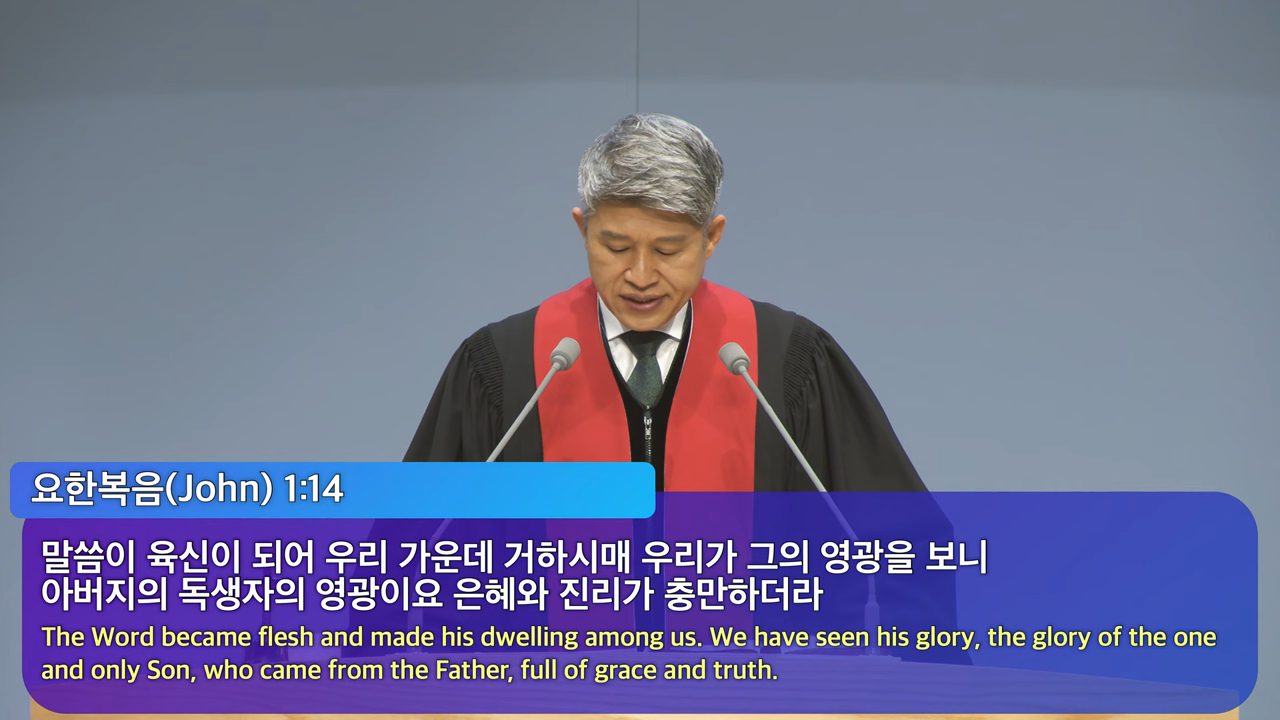 요한복음(John) 1:14
말씀이 육신이 되어 우리 가운데 거하시매 우리가 그의 영광을 보니
아버지의 독생자의 영광이요 은혜와 진리가 충만하더라
The Word became flesh and made his dwelling among us. We have seen his glory, the glory of the one
and only Son, who came from the Father, full of grace and truth.